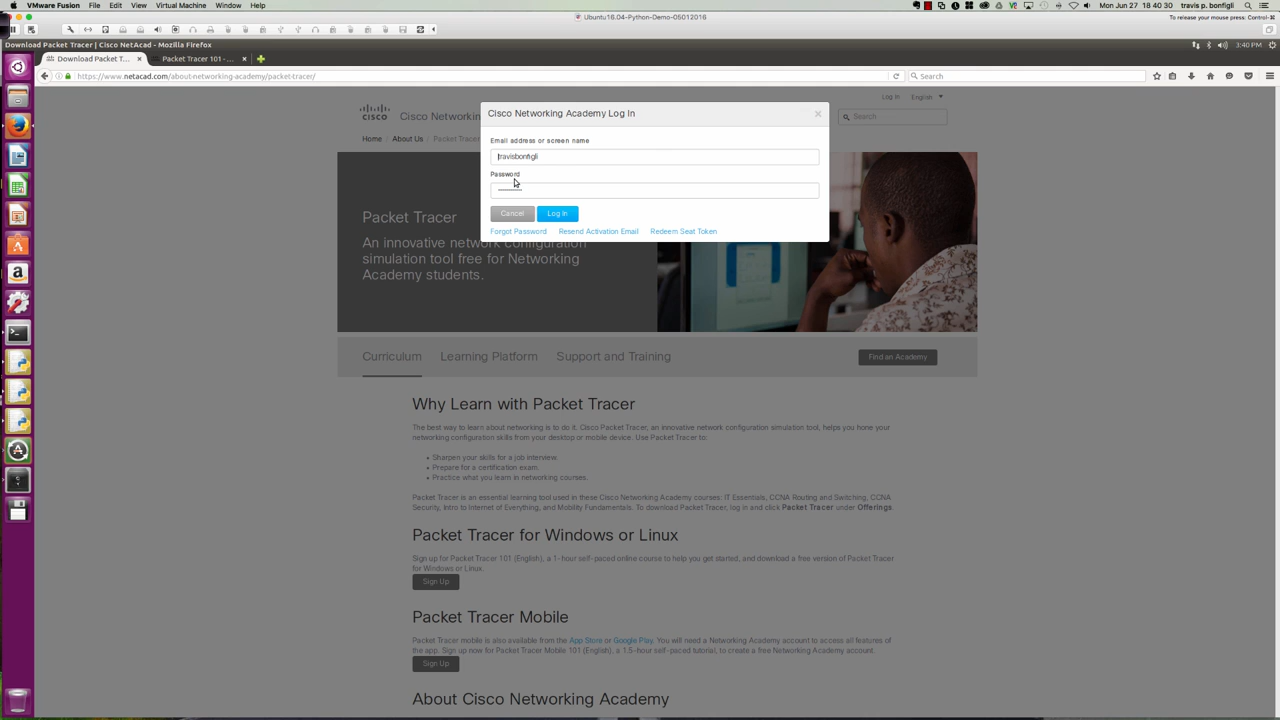 VMware Fusion File Edit View Virtual Machine Window Help travis p. bonfigli Mon Jun 27 18 40 30
Ubuntu16.04-Python-Demo-05012016
To release your mouse press: Control-⌘
Download Packet Tracer | Cisco NetAcad - Mozilla Firefox 3:40 PM
Download Packet T... × Packet Tracer 101 - ... ×
https://www.netacad.com/about-networking-academy/packet-tracer/ Search
Log In English
cisco Cisco Networkin
Search...
Home About Us Packet Tracer
Cisco Networking Academy Log In ×
Email address or screen name
travisbonfigli
Password
Cancel Log In
Forgot Password Resend Activation Email Redeem Seat Token
Packet Tracer
An innovative network configuration
simulation tool free for Networking
Academy students.
Curriculum Learning Platform Support and Training Find an Academy
Why Learn with Packet Tracer
The best way to learn about networking is to do it. Cisco Packet Tracer, an innovative network configuration simulation tool, helps you hone your
networking configuration skills from your desktop or mobile device. Use Packet Tracer to:
• Sharpen your skills for a job interview.
• Prepare for a certification exam.
• Practice what you learn in networking courses.
Packet Tracer is an essential learning tool used in these Cisco Networking Academy courses: IT Essentials, CCNA Routing and Switching, CCNA
Security, Intro to Internet of Everything, and Mobility Fundamentals. To download Packet Tracer, log in and click Packet Tracer under Offerings.
Packet Tracer for Windows or Linux
Sign up for Packet Tracer 101 (English), a 1-hour self-paced online course to help you get started, and download a free version of Packet Tracer
for Windows or Linux.
Sign Up
Packet Tracer Mobile
Packet Tracer mobile is also available from the App Store or Google Play. You will need a Networking Academy account to access all features of
the app. Sign up now for Packet Tracer Mobile 101 (English), a 1.5-hour self-paced tutorial, to create a free Networking Academy account.
Sign Up
About Cisco Networking Academy